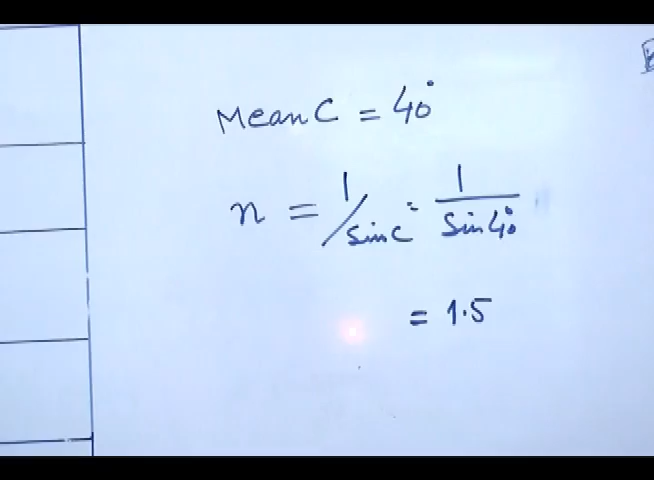 Mean C = 40°
n = 1/sin C = 1/sin 40°
= 1.5